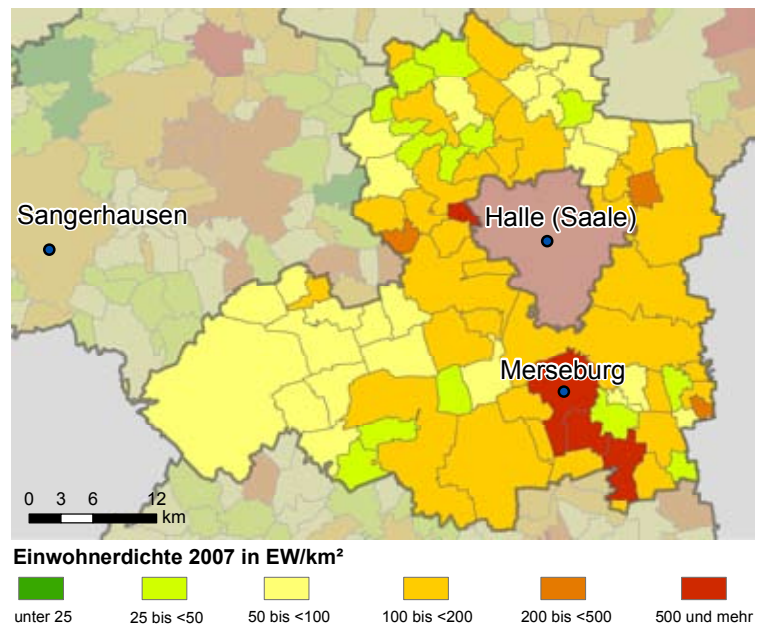 Sangerhausen
Halle (Saale)
Merseburg
0 3 6 12
km
Einwohnerdichte 2007 in EW/km²
unter 25 25 bis <50 50 bis <100 100 bis <200 200 bis <500 500 und mehr